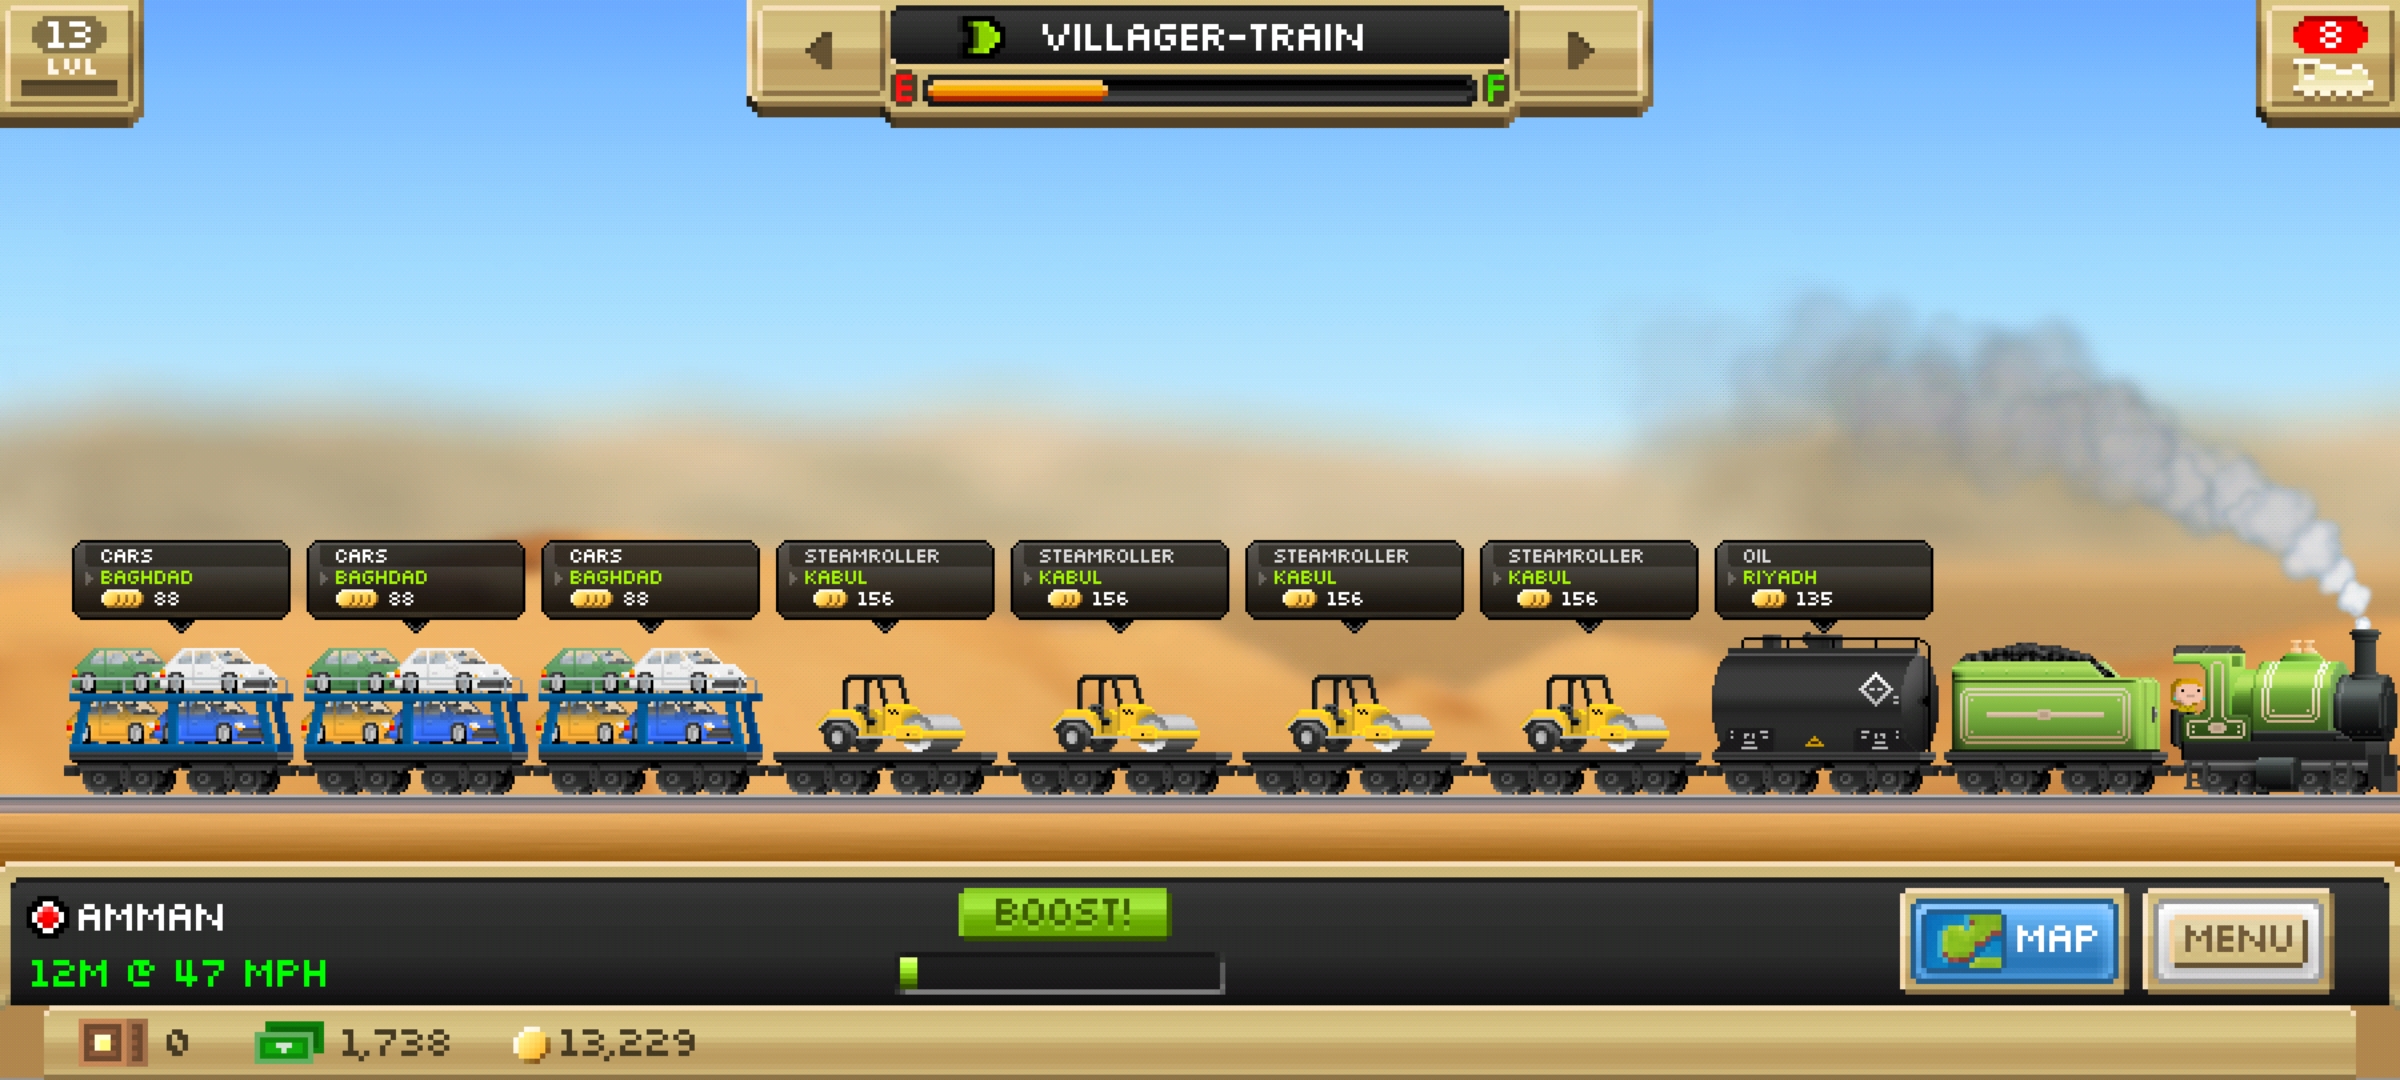 13
LVL
VILLAGER-TRAIN
E F
8
CARS
BAGHDAD
88
CARS
BAGHDAD
88
CARS
BAGHDAD
88
STEAMROLLER
KABUL
156
STEAMROLLER
KABUL
156
STEAMROLLER
KABUL
156
STEAMROLLER
KABUL
156
OIL
RIYADH
135
AMMAN
12M @ 47 MPH
BOOST!
MAP
MENU
0 1,738 13,229